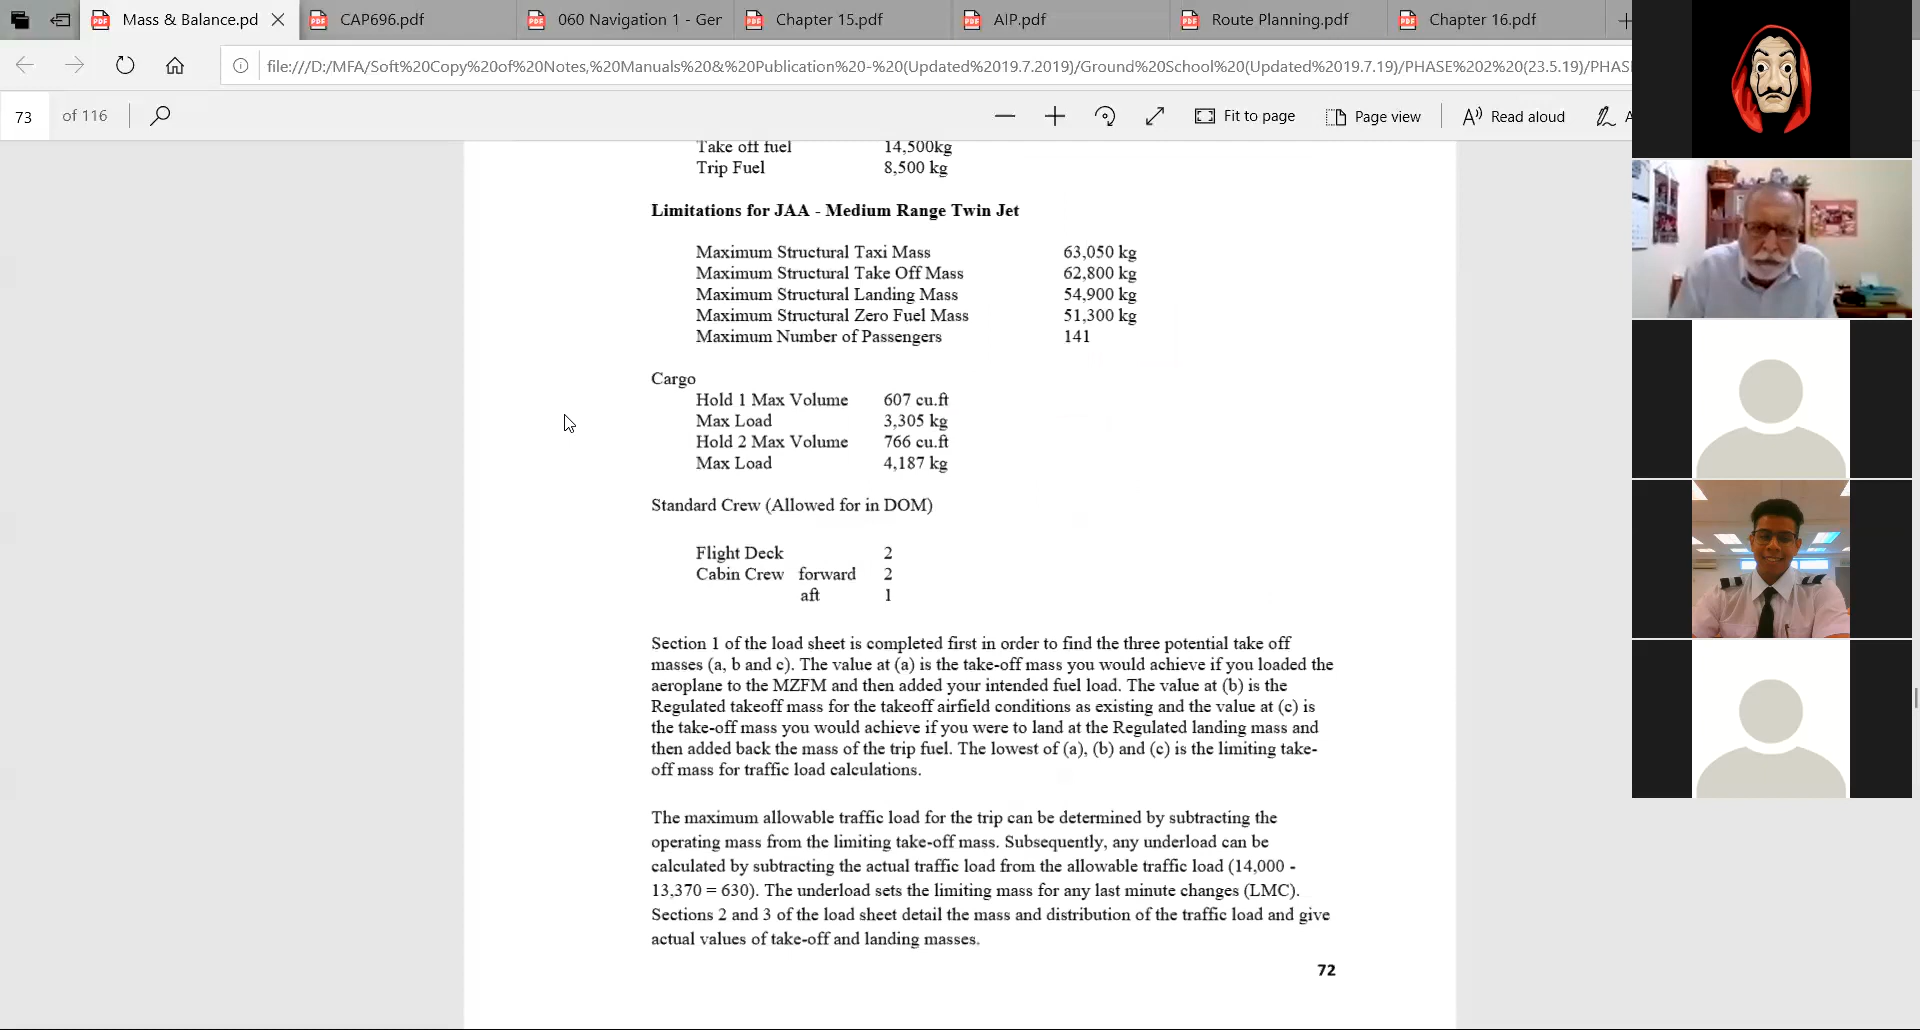 Mass & Balance.pd
CAP696.pdf
060 Navigation 1 - Ger
Chapter 15.pdf
AIP.pdf
Route Planning.pdf
Chapter 16.pdf
file:///D:/MFA/Soft%20Copy%20of%20Notes,%20Manuals%20&%20Publication%20-%20(Updated%2019.7.2019)/Ground%20School%20(Updated%2019.7.19)/PHASE%202%20(23.5.19)/PHAS
73 of 116
Fit to page
Page view
Read aloud
Take off fuel 14,500kg
Trip Fuel 8,500 kg
Limitations for JAA - Medium Range Twin Jet
Maximum Structural Taxi Mass 63,050 kg
Maximum Structural Take Off Mass 62,800 kg
Maximum Structural Landing Mass 54,900 kg
Maximum Structural Zero Fuel Mass 51,300 kg
Maximum Number of Passengers 141
Cargo
Hold 1 Max Volume 607 cu.ft
Max Load 3,305 kg
Hold 2 Max Volume 766 cu.ft
Max Load 4,187 kg
Standard Crew (Allowed for in DOM)
Flight Deck 2
Cabin Crew forward 2
aft 1
Section 1 of the load sheet is completed first in order to find the three potential take off
masses (a, b and c). The value at (a) is the take-off mass you would achieve if you loaded the
aeroplane to the MZFM and then added your intended fuel load. The value at (b) is the
Regulated takeoff mass for the takeoff airfield conditions as existing and the value at (c) is
the take-off mass you would achieve if you were to land at the Regulated landing mass and
then added back the mass of the trip fuel. The lowest of (a), (b) and (c) is the limiting take-
off mass for traffic load calculations.
The maximum allowable traffic load for the trip can be determined by subtracting the
operating mass from the limiting take-off mass. Subsequently, any underload can be
calculated by subtracting the actual traffic load from the allowable traffic load (14,000 -
13,370 = 630). The underload sets the limiting mass for any last minute changes (LMC).
Sections 2 and 3 of the load sheet detail the mass and distribution of the traffic load and give
actual values of take-off and landing masses.
72